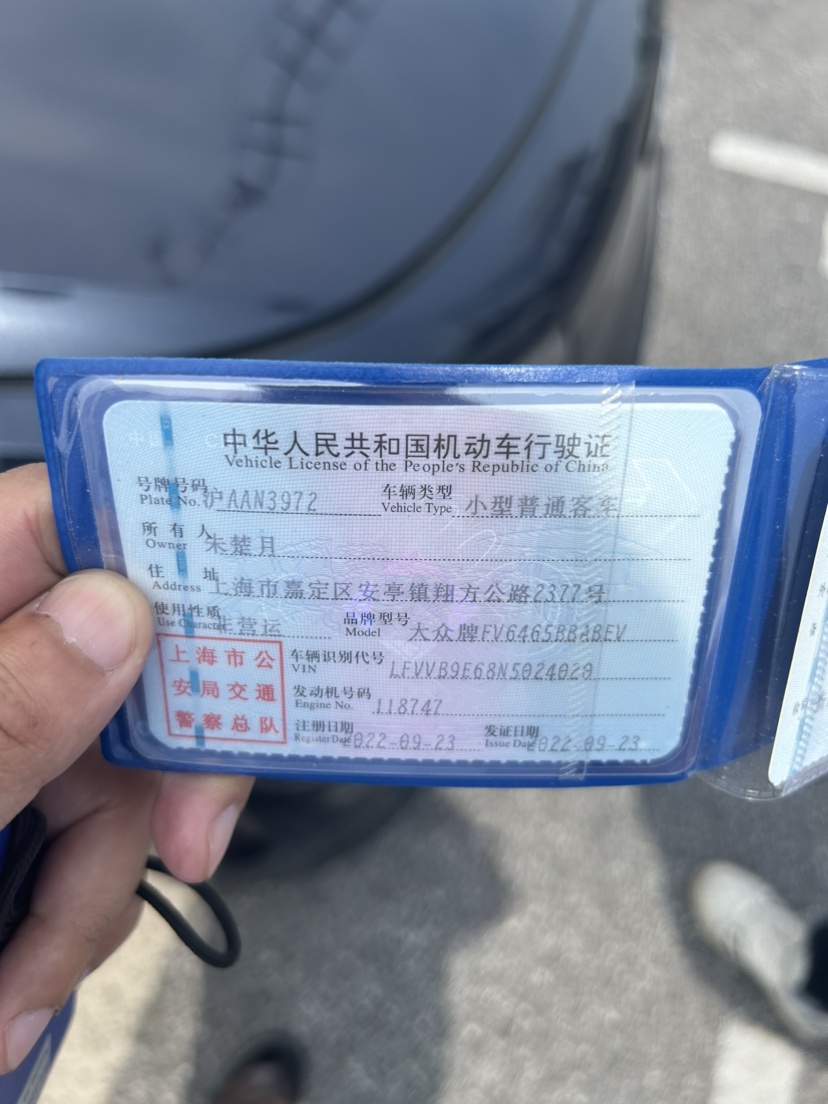 中华人民共和国机动车行驶证
Vehicle License of the People's Republic of China
号牌号码 沪AAN3972 车辆类型 小型普通客车
Plate No. Vehicle Type
所有人 朱楚月
Owner
住址 上海市嘉定区安亭镇翔方公路2377号
Address
使用性质 非营运 品牌型号 大众牌FV6465BBABEV
Use Character Model
上海市公
安局交通
警察总队
车辆识别代号 LFVVB9E68N5024020
VIN
发动机号码 118747
Engine No.
注册日期 2022-09-23 发证日期 2022-09-23
Register Date Issue Date